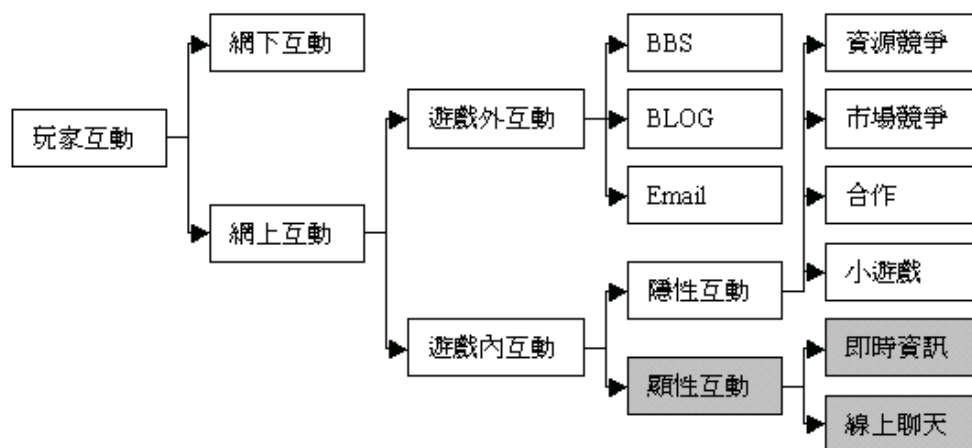 玩家互動
網下互動
網上互動
遊戲外互動
遊戲內互動
BBS
BLOG
Email
隱性互動
顯性互動
資源競爭
市場競爭
合作
小遊戲
即時資訊
線上聊天